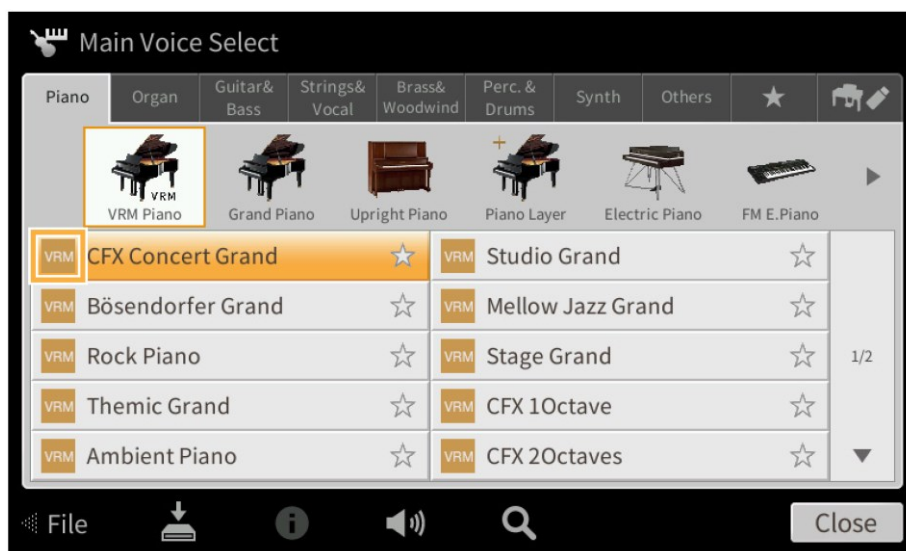 Main Voice Select
Piano
Organ
Guitar&
Bass
Strings&
Vocal
Brass&
Woodwind
Perc. &
Drums
Synth
Others
VRM
VRM Piano
Grand Piano
Upright Piano
Piano Layer
Electric Piano
FM E.Piano
VRM CFX Concert Grand
VRM Studio Grand
VRM Bösendorfer Grand
VRM Mellow Jazz Grand
VRM Rock Piano
VRM Stage Grand
1/2
VRM Themic Grand
VRM CFX 1Octave
VRM Ambient Piano
VRM CFX 2Octaves
File
Close